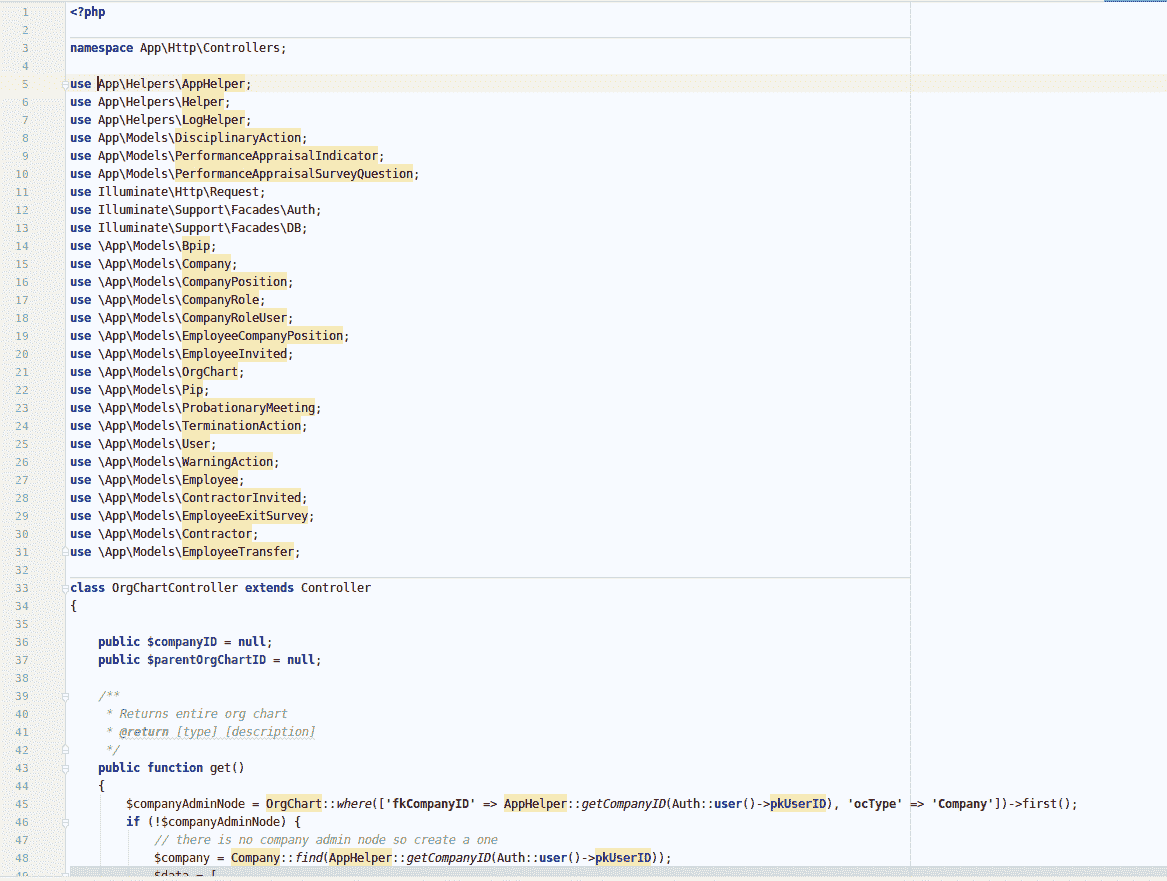 1 <?php
2
3 namespace App\Http\Controllers;
4
5 use App\Helpers\AppHelper;
6 use App\Helpers\Helper;
7 use App\Helpers\LogHelper;
8 use App\Models\DisciplinaryAction;
9 use App\Models\PerformanceAppraisalIndicator;
10 use App\Models\PerformanceAppraisalSurveyQuestion;
11 use Illuminate\Http\Request;
12 use Illuminate\Support\Facades\Auth;
13 use Illuminate\Support\Facades\DB;
14 use \App\Models\Bpip;
15 use \App\Models\Company;
16 use \App\Models\CompanyPosition;
17 use \App\Models\CompanyRole;
18 use \App\Models\CompanyRoleUser;
19 use \App\Models\EmployeeCompanyPosition;
20 use \App\Models\EmployeeInvited;
21 use \App\Models\OrgChart;
22 use \App\Models\Pip;
23 use \App\Models\ProbationaryMeeting;
24 use \App\Models\TerminationAction;
25 use \App\Models\User;
26 use \App\Models\WarningAction;
27 use \App\Models\Employee;
28 use \App\Models\ContractorInvited;
29 use \App\Models\EmployeeExitSurvey;
30 use \App\Models\Contractor;
31 use \App\Models\EmployeeTransfer;
32
33 class OrgChartController extends Controller
34 {
35
36     public $companyID = null;
37     public $parentOrgChartID = null;
38
39     /**
40      * Returns entire org chart
41      * @return [type] [description]
42      */
43     public function get()
44     {
45         $companyAdminNode = OrgChart::where(['fkCompanyID' => AppHelper::getCompanyID(Auth::user()->pkUserID), 'ocType' => 'Company'])->first();
46         if (!$companyAdminNode) {
47             // there is no company admin node so create a one
48             $company = Company::find(AppHelper::getCompanyID(Auth::user()->pkUserID));
49             $data = [